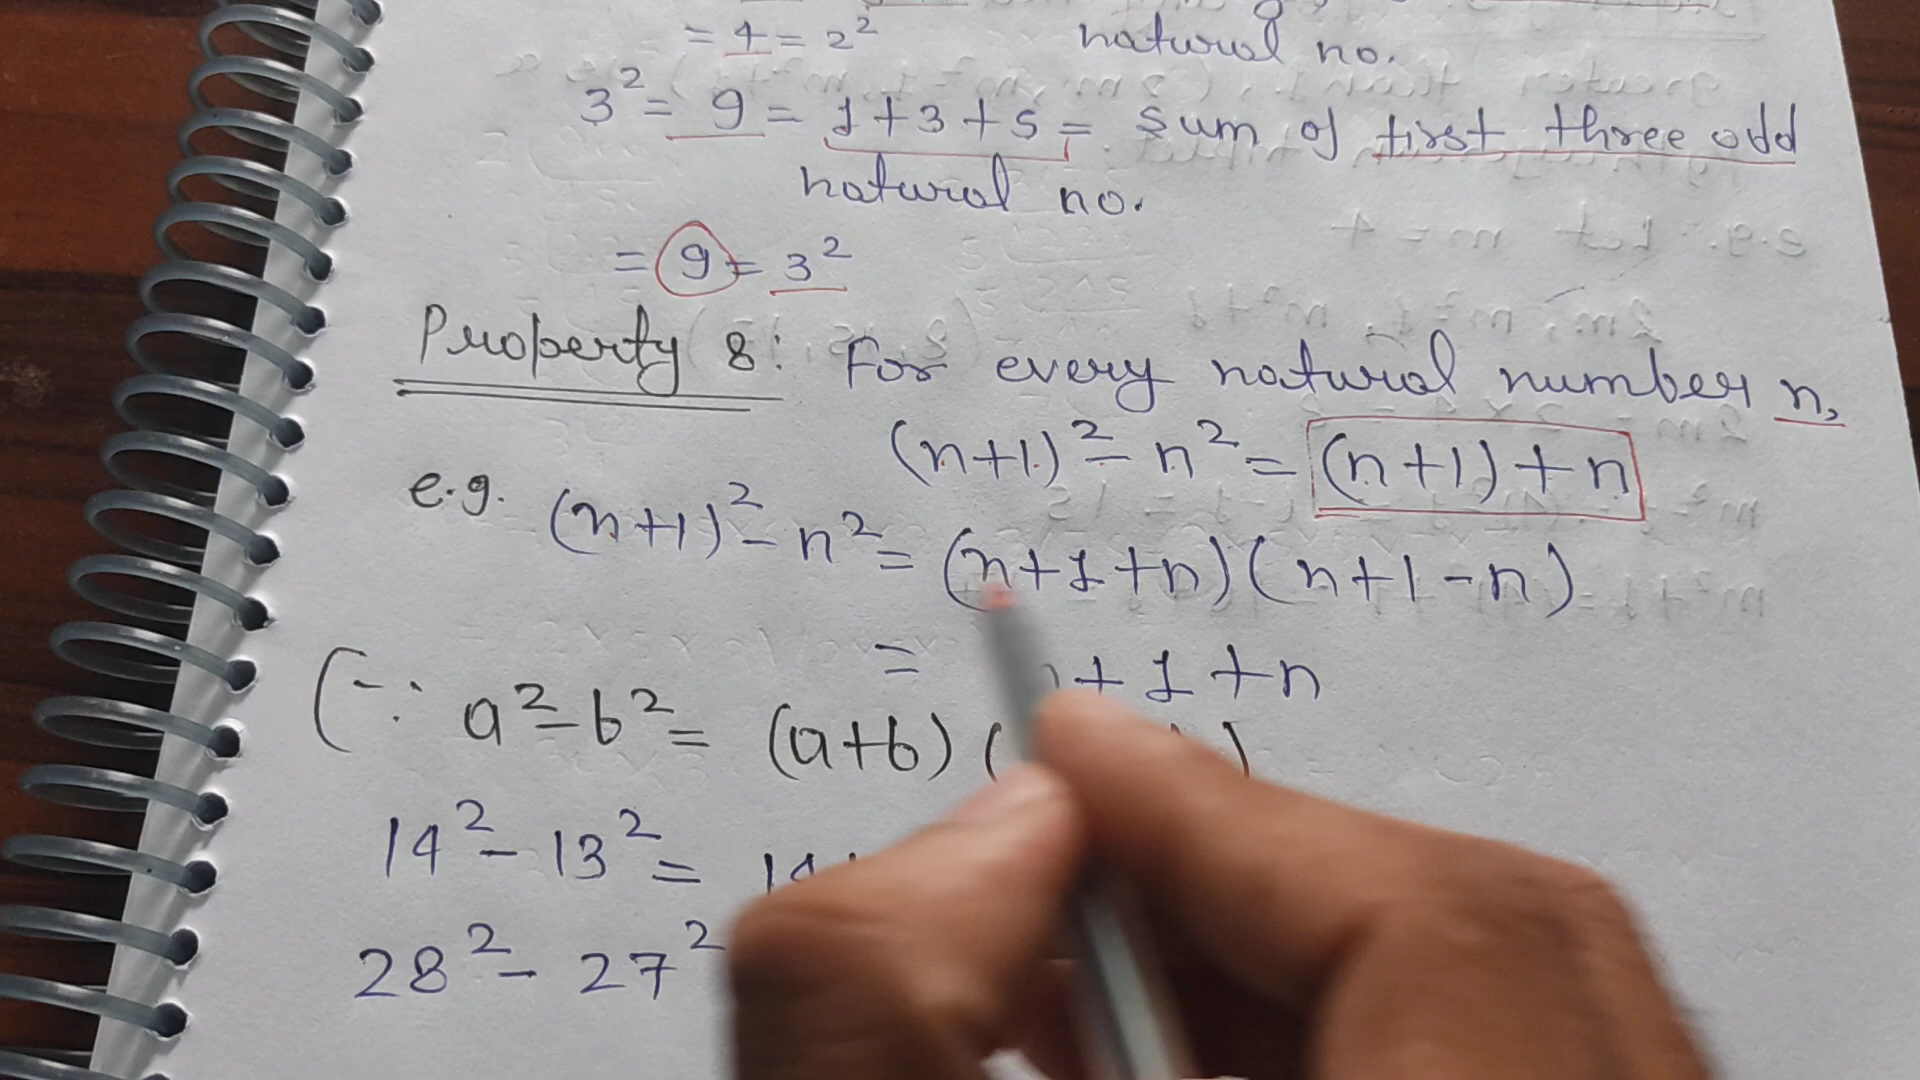 = 4 = 2²
natural no.
3² = 9 = 1+3+5 = sum of first three odd
natural no.
= 9 = 3²
Property 8: For every natural number n,
(n+1)² - n² = (n+1)+n
e.g. (n+1)² - n² = (n+1+n)(n+1-n)
= n+1+n
(∵ a² - b² = (a+b)(
14² - 13² = 14
28² - 27²